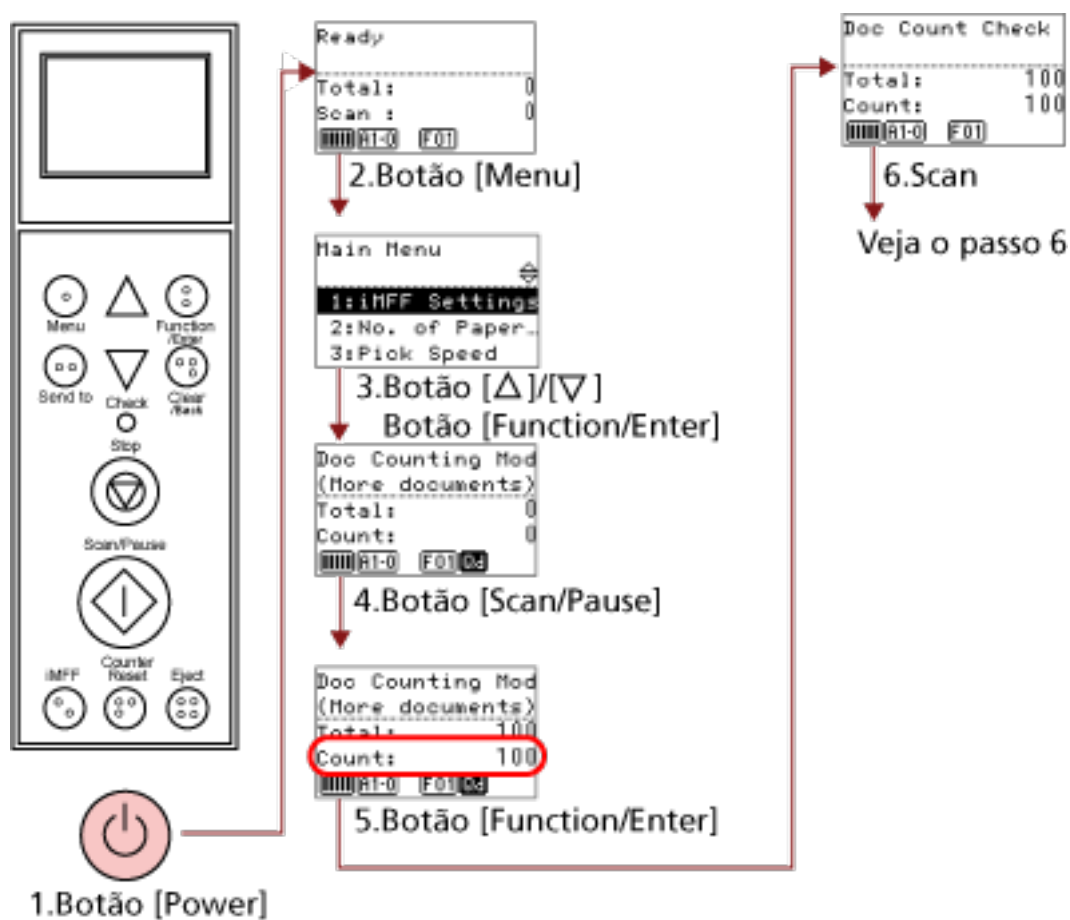 Menu
Function
/Enter
Send to
Check
Clear
/Back
Stop
Scan/Pause
iMFF
Counter
Reset
Eject
1.Botão [Power]
Ready
Total: 0
Scan : 0
A1-0 F01
2.Botão [Menu]
Main Menu
1:iMFF Settings
2:No. of Paper…
3:Pick Speed
3.Botão [△]/[▽]
Botão [Function/Enter]
Doc Counting Mod
(More documents)
Total: 0
Count: 0
A1-0 F01 Dd
4.Botão [Scan/Pause]
Doc Counting Mod
(More documents)
Total: 100
Count: 100
A1-0 F01 Dd
5.Botão [Function/Enter]
Doc Count Check
Total: 100
Count: 100
A1-0 F01
6.Scan
Veja o passo 6